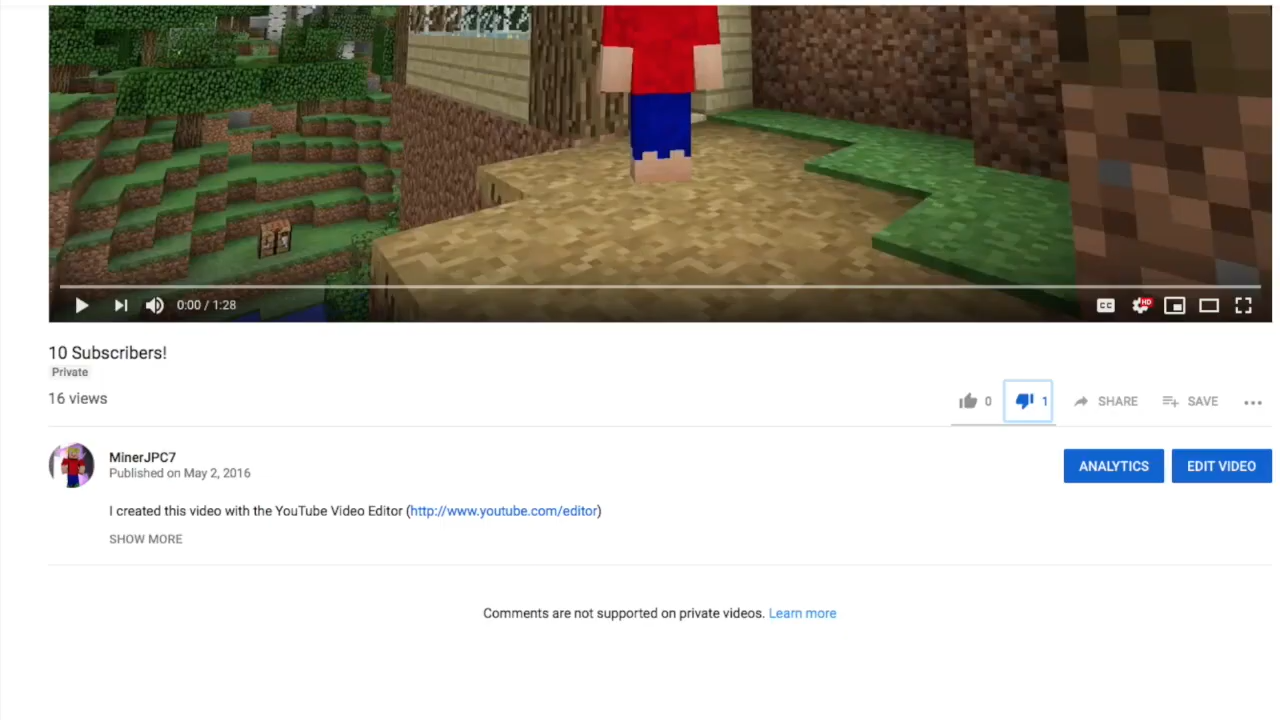 0:00 / 1:28
CC
HD
10 Subscribers!
Private
16 views
0
1
SHARE
SAVE
MinerJPC7
Published on May 2, 2016
ANALYTICS
EDIT VIDEO
I created this video with the YouTube Video Editor (http://www.youtube.com/editor)
SHOW MORE
Comments are not supported on private videos. Learn more